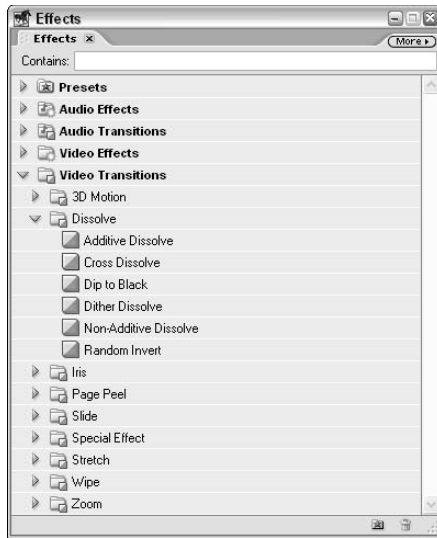 Effects
Effects x
More
Contains:
Presets
Audio Effects
Audio Transitions
Video Effects
Video Transitions
3D Motion
Dissolve
Additive Dissolve
Cross Dissolve
Dip to Black
Dither Dissolve
Non-Additive Dissolve
Random Invert
Iris
Page Peel
Slide
Special Effect
Stretch
Wipe
Zoom